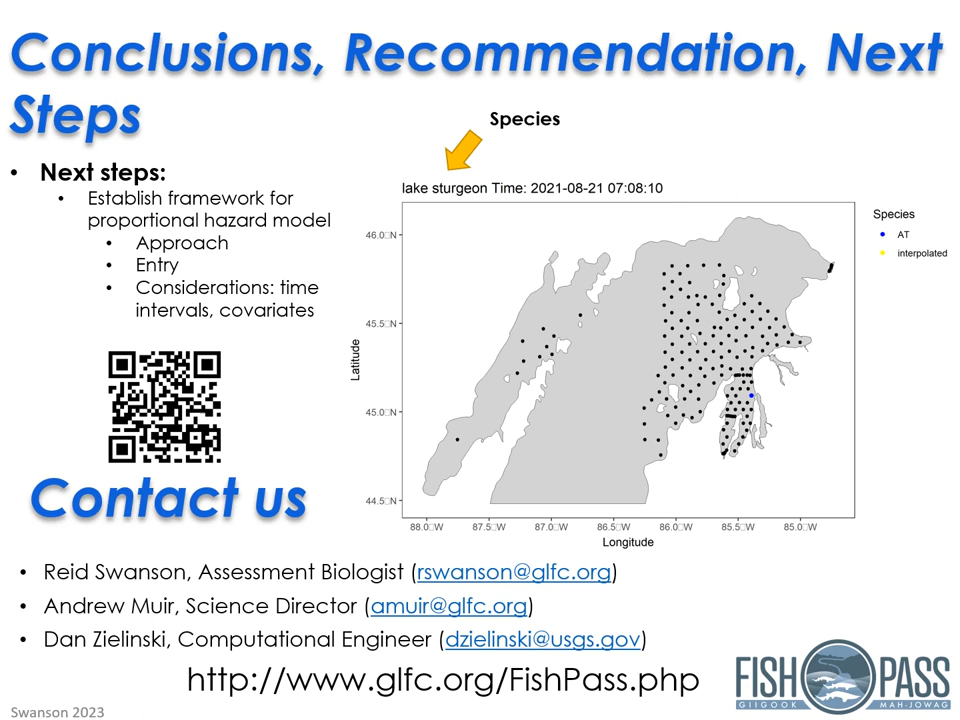 Conclusions, Recommendation, Next
Steps
Species
• Next steps:
• Establish framework for
proportional hazard model
• Approach
• Entry
• Considerations: time
intervals, covariates
lake sturgeon Time: 2021-08-21 07:08:10
Species
AT
interpolated
46.0□N
45.5□N
45.0□N
44.5□N
Latitude
88.0□W 87.5□W 87.0□W 86.5□W 86.0□W 85.5□W 85.0□W
Longitude
Contact us
• Reid Swanson, Assessment Biologist (rswanson@glfc.org)
• Andrew Muir, Science Director (amuir@glfc.org)
• Dan Zielinski, Computational Engineer (dzielinski@usgs.gov)
http://www.glfc.org/FishPass.php
FISH PASS
GIIGOOK MAH-JOWAG
Swanson 2023